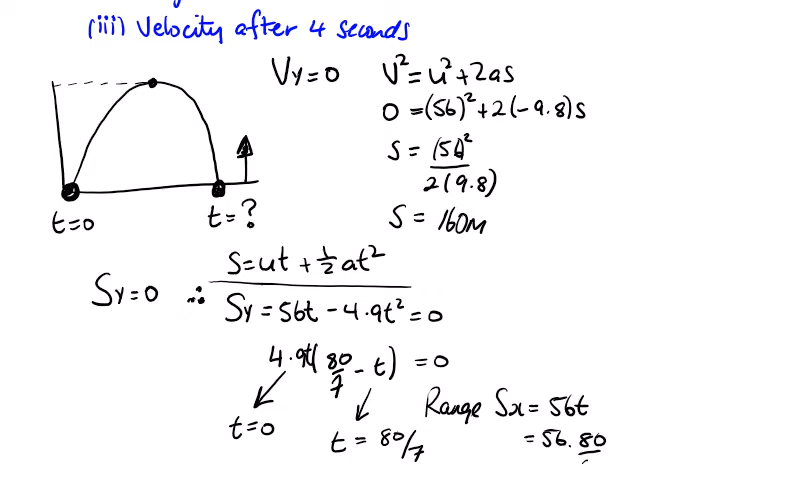 (iii) Velocity after 4 seconds
Vy=0
V²=u²+2as
0 =(56)²+2(-9.8)s
S = (56)²/2(9.8)
S = 160m
t=0
t=?
S=ut+½at²
Sy=0 ∴ Sy = 56t - 4.9t² = 0
4.9t(80/7 - t) = 0
t=0
t = 80/7
Range Sx = 56t
= 56.80